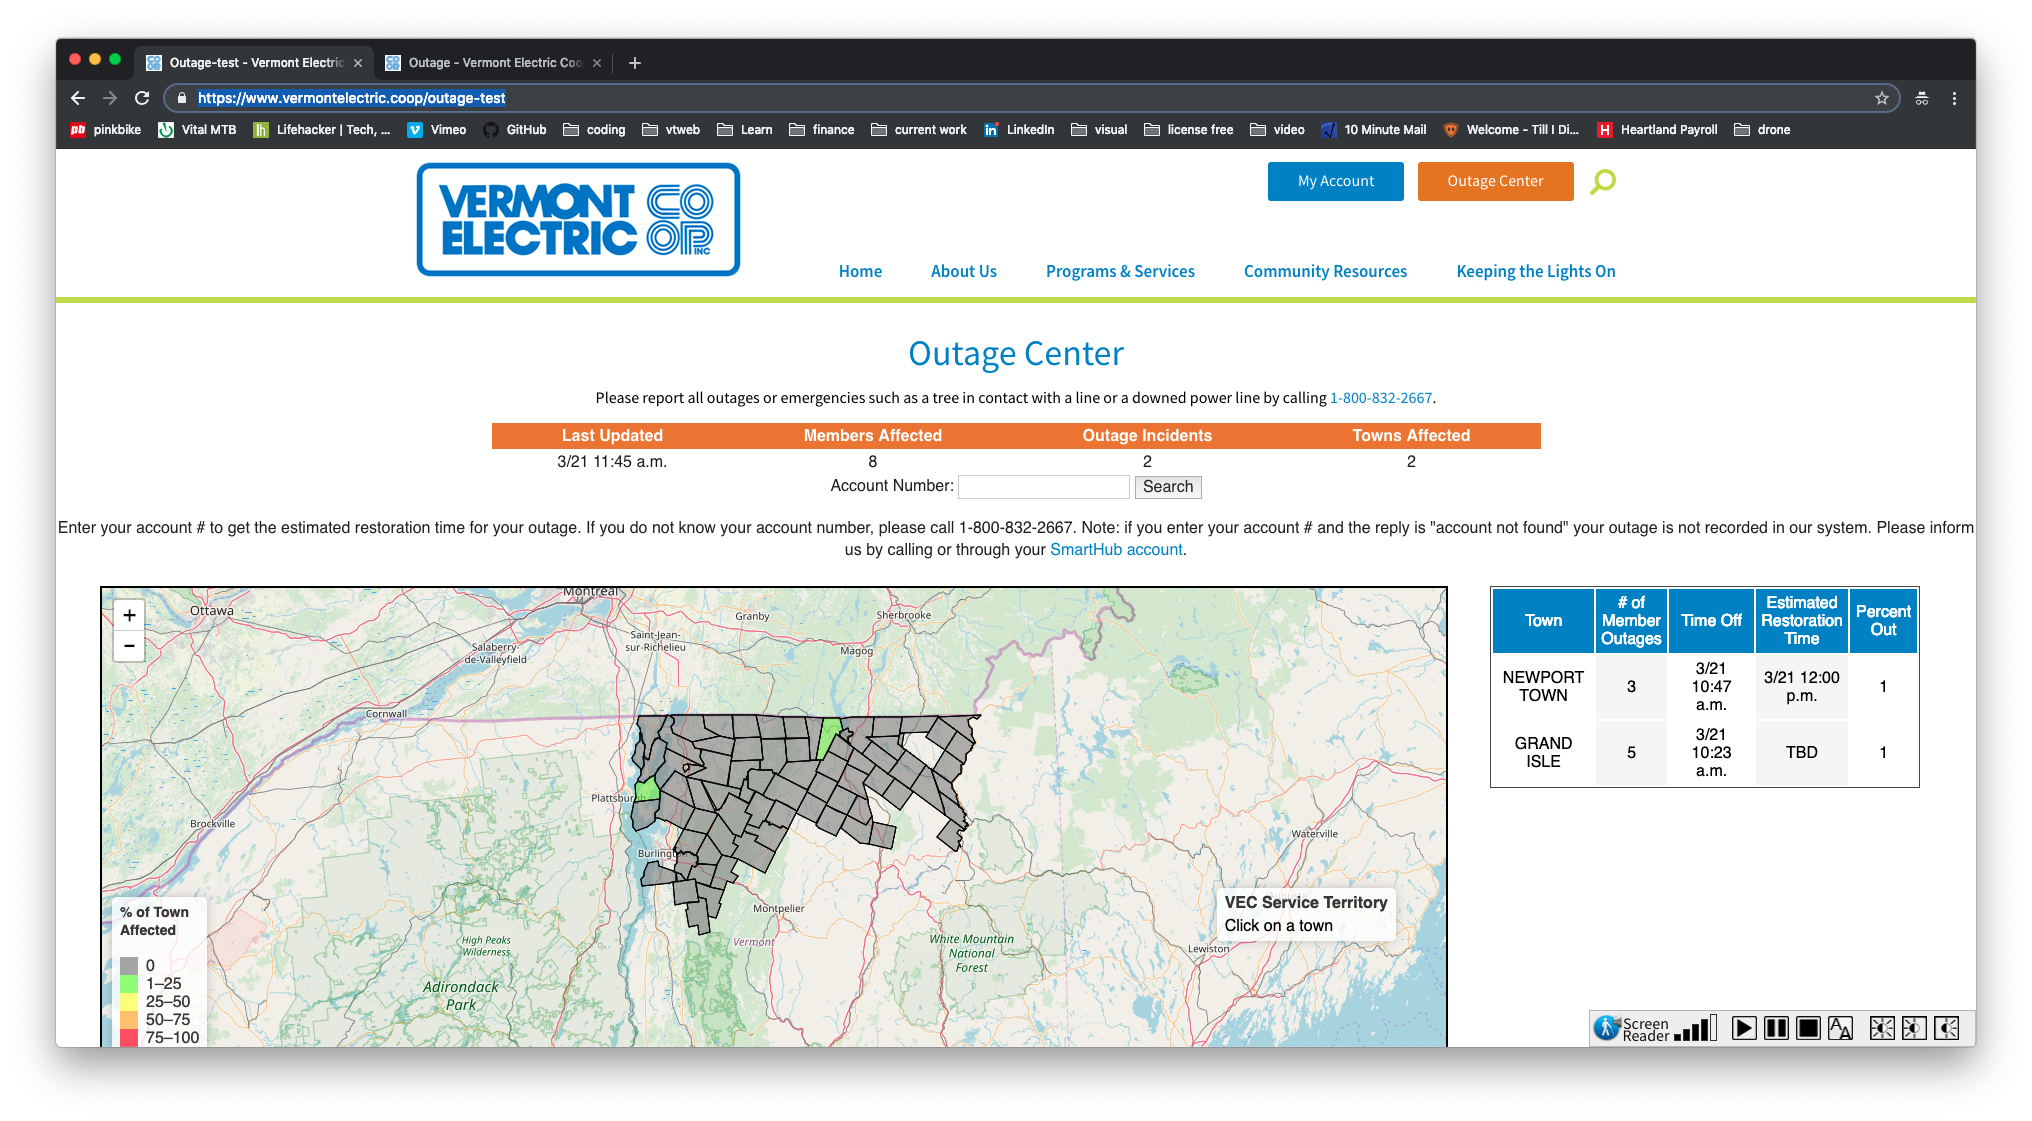 Outage-test - Vermont Electric
Outage - Vermont Electric Coo
https://www.vermontelectric.coop/outage-test
pinkbike
Vital MTB
Lifehacker | Tech, ...
Vimeo
GitHub
coding
vtweb
Learn
finance
current work
LinkedIn
visual
license free
video
10 Minute Mail
Welcome - Till I Di...
Heartland Payroll
drone
VERMONT CO
ELECTRIC OP INC
My Account
Outage Center
Home
About Us
Programs & Services
Community Resources
Keeping the Lights On
Outage Center
Please report all outages or emergencies such as a tree in contact with a line or a downed power line by calling 1-800-832-2667.
Last Updated Members Affected Outage Incidents Towns Affected
3/21 11:45 a.m. 8 2 2
Account Number: Search
Enter your account # to get the estimated restoration time for your outage. If you do not know your account number, please call 1-800-832-2667. Note: if you enter your account # and the reply is "account not found" your outage is not recorded in our system. Please inform
us by calling or through your SmartHub account.
+
−
Ottawa
Montréal
Granby
Sherbrooke
Salaberry-
de-Valleyfield
Saint-Jean-
sur-Richelieu
Magog
Cornwall
Plattsbur
Brockville
Waterville
Burlingt
Montpelier
Vermont
High Peaks
Wilderness
Adirondack
Park
White Mountain
National
Forest
Lewiston
VEC Service Territory
Click on a town
% of Town
Affected
0
1–25
25–50
50–75
75–100
Town
# of
Member
Outages
Time Off
Estimated
Restoration
Time
Percent
Out
NEWPORT
TOWN
3
3/21
10:47
a.m.
3/21 12:00
p.m.
1
GRAND
ISLE
5
3/21
10:23
a.m.
TBD
1
Screen
Reader